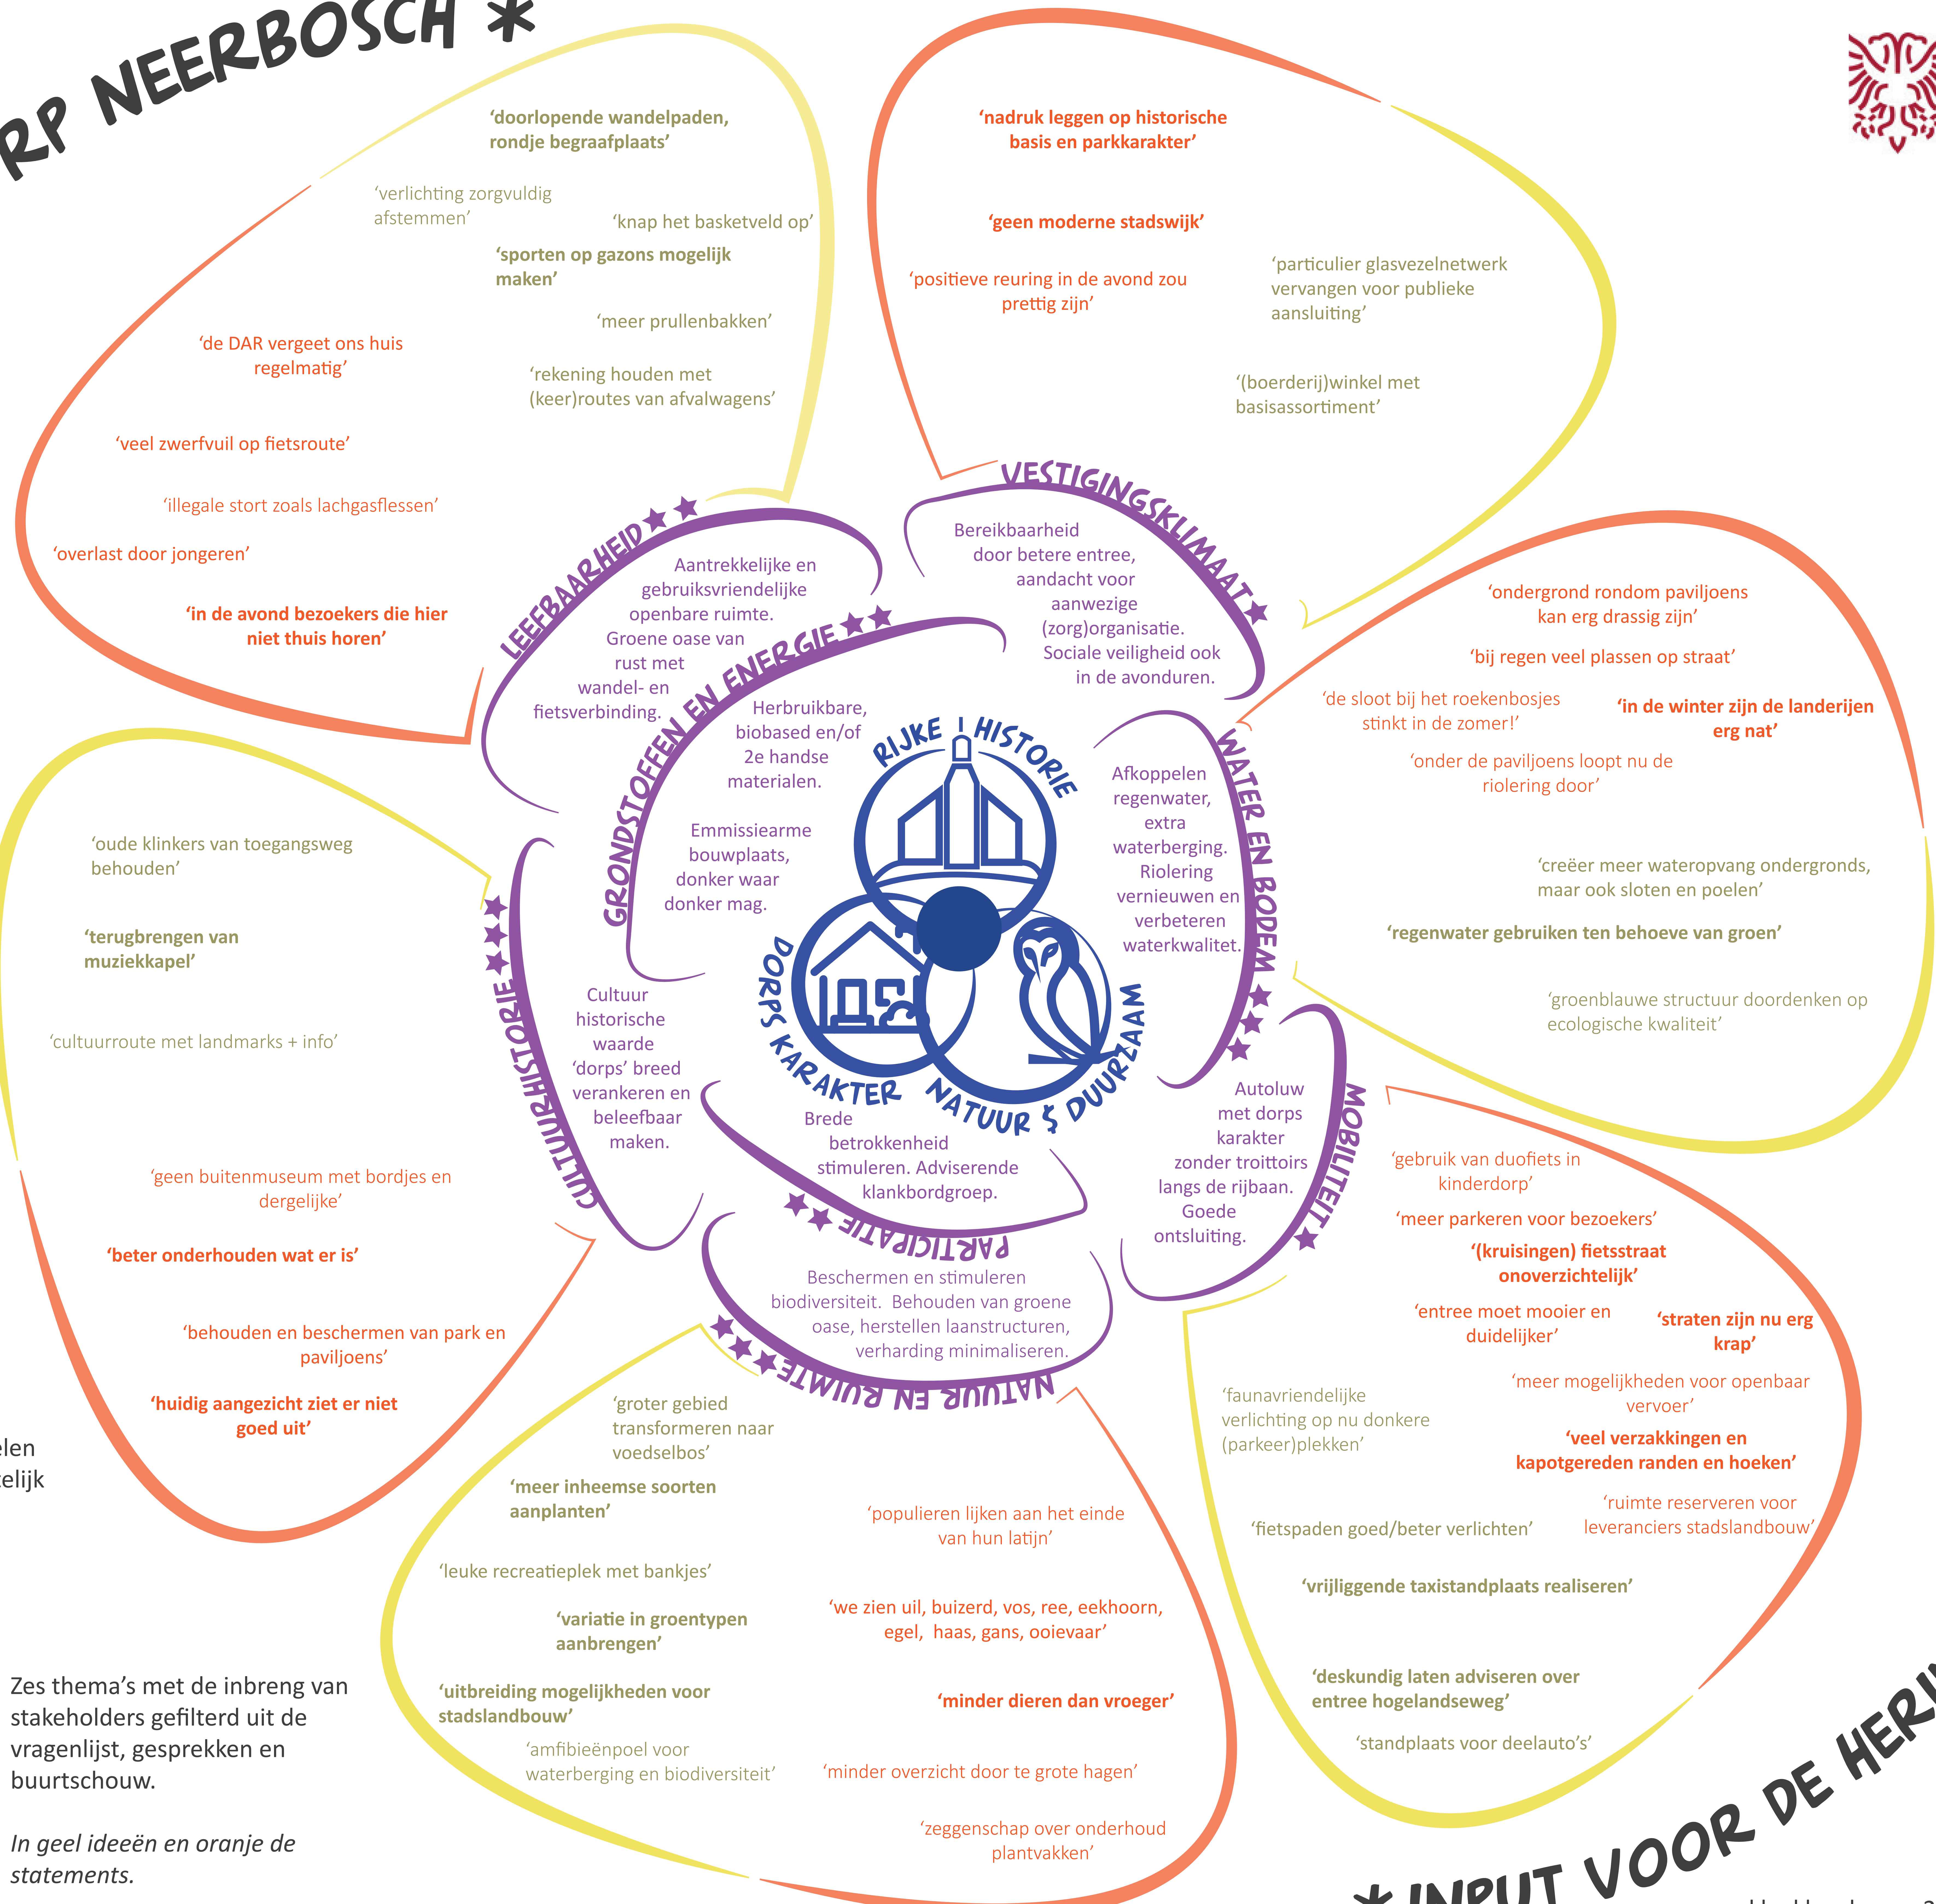 RP NEERBOSCH *
‘doorlopende wandelpaden,
rondje begraafplaats’
‘verlichting zorgvuldig
afstemmen’
‘knap het basketveld op’
‘sporten op gazons mogelijk
maken’
‘meer prullenbakken’
‘de DAR vergeet ons huis
regelmatig’
‘rekening houden met
(keer)routes van afvalwagens’
‘veel zwerfvuil op fietsroute’
‘illegale stort zoals lachgasflessen’
‘overlast door jongeren’
‘in de avond bezoekers die hier
niet thuis horen’
‘nadruk leggen op historische
basis en parkkarakter’
‘geen moderne stadswijk’
‘positieve reuring in de avond zou
prettig zijn’
‘particulier glasvezelnetwerk
vervangen voor publieke
aansluiting’
‘(boerderij)winkel met
basisassortiment’
LEEFBAARHEID
Aantrekkelijke en
gebruiksvriendelijke
openbare ruimte.
Groene oase van
rust met
wandel- en
fietsverbinding.
VESTIGINGSKLIMAAT
Bereikbaarheid
door betere entree,
aandacht voor
aanwezige
(zorg)organisatie.
Sociale veiligheid ook
in de avonduren.
GRONDSTOFFEN EN ENERGIE
Herbruikbare,
biobased en/of
2e handse
materialen.
Emmissiearme
bouwplaats,
donker waar
donker mag.
RIJKE HISTORIE
DORPS KARAKTER
NATUUR & DUURZAAM
WATER EN BODEM
Afkoppelen
regenwater,
extra
waterberging.
Riolering
vernieuwen en
verbeteren
waterkwalitet.
‘ondergrond rondom paviljoens
kan erg drassig zijn’
‘bij regen veel plassen op straat’
‘de sloot bij het roekenbosjes
stinkt in de zomer!’
‘in de winter zijn de landerijen
erg nat’
‘onder de paviljoens loopt nu de
riolering door’
‘creëer meer wateropvang ondergronds,
maar ook sloten en poelen’
‘regenwater gebruiken ten behoeve van groen’
‘groenblauwe structuur doordenken op
ecologische kwaliteit’
‘oude klinkers van toegangsweg
behouden’
‘terugbrengen van
muziekkapel’
‘cultuurroute met landmarks + info’
‘geen buitenmuseum met bordjes en
dergelijke’
‘beter onderhouden wat er is’
‘behouden en beschermen van park en
paviljoens’
‘huidig aangezicht ziet er niet
goed uit’
CULTUURHISTORIE
Cultuur
historische
waarde
‘dorps’ breed
verankeren en
beleefbaar
maken.
Brede
betrokkenheid
stimuleren. Adviserende
klankbordgroep.
PARTICIPATIE
MOBILITEIT
Autoluw
met dorps
karakter
zonder troittoirs
langs de rijbaan.
Goede
ontsluiting.
‘gebruik van duofiets in
kinderdorp’
‘meer parkeren voor bezoekers’
‘(kruisingen) fietsstraat
onoverzichtelijk’
‘entree moet mooier en
duidelijker’
‘straten zijn nu erg
krap’
‘meer mogelijkheden voor openbaar
vervoer’
‘veel verzakkingen en
kapotgereden randen en hoeken’
‘ruimte reserveren voor
leveranciers stadslandbouw’
‘faunavriendelijke
verlichting op nu donkere
(parkeer)plekken’
‘fietspaden goed/beter verlichten’
‘vrijliggende taxistandplaats realiseren’
‘deskundig laten adviseren over
entree hogelandseweg’
‘standplaats voor deelauto’s’
Beschermen en stimuleren
biodiversiteit. Behouden van groene
oase, herstellen laanstructuren,
verharding minimaliseren.
NATUUR EN RUIMTE
‘groter gebied
transformeren naar
voedselbos’
‘meer inheemse soorten
aanplanten’
‘leuke recreatieplek met bankjes’
‘variatie in groentypen
aanbrengen’
‘uitbreiding mogelijkheden voor
stadslandbouw’
‘amfibieënpoel voor
waterberging en biodiversiteit’
‘populieren lijken aan het einde
van hun latijn’
‘we zien uil, buizerd, vos, ree, eekhoorn,
egel, haas, gans, ooievaar’
‘minder dieren dan vroeger’
‘minder overzicht door te grote hagen’
‘zeggenschap over onderhoud
plantvakken’
elen
elijk
Zes thema’s met de inbreng van
stakeholders gefilterd uit de
vragenlijst, gesprekken en
buurtschouw.
In geel ideeën en oranje de
statements.
* INPUT VOOR DE HERI